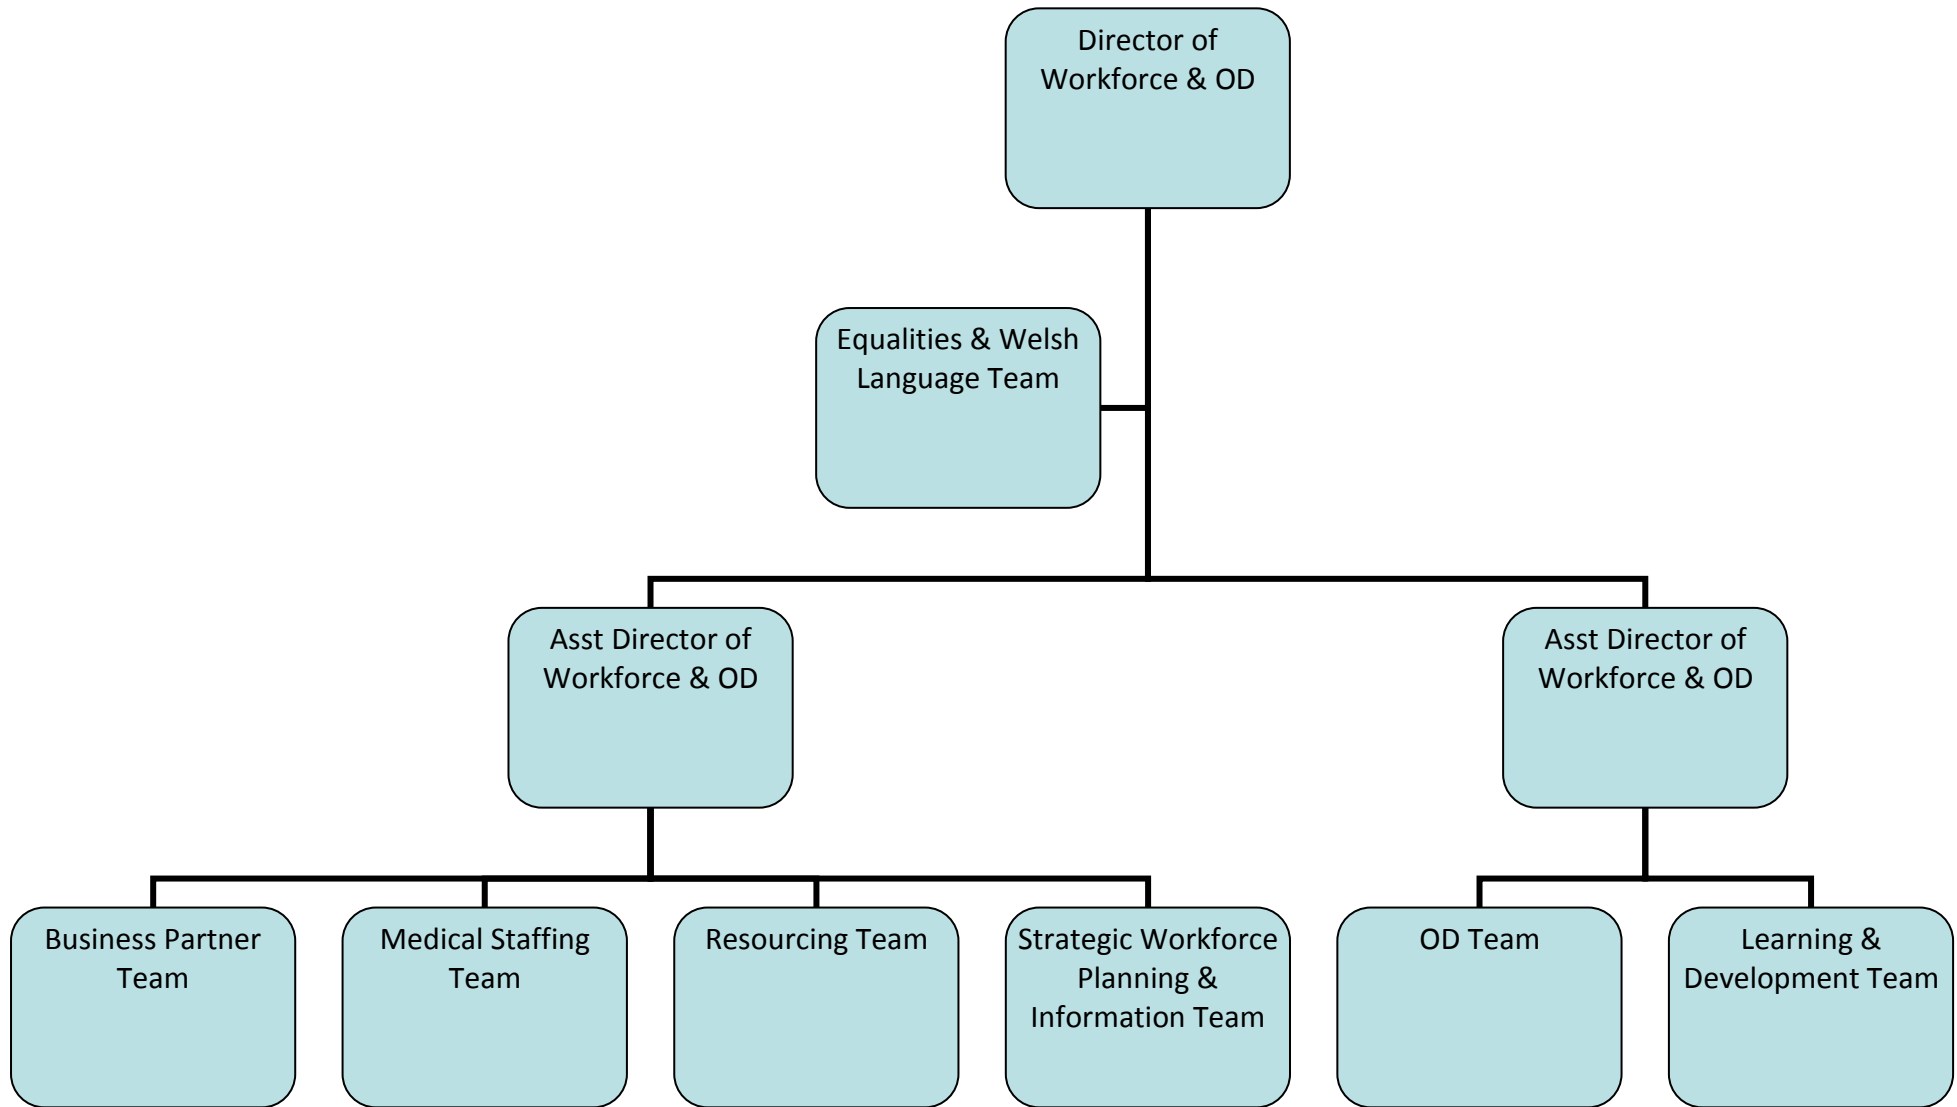 Director of
Workforce & OD
Equalities & Welsh
Language Team
Asst Director of
Workforce & OD
Asst Director of
Workforce & OD
Business Partner
Team
Medical Staffing
Team
Resourcing Team
Strategic Workforce
Planning &
Information Team
OD Team
Learning &
Development Team